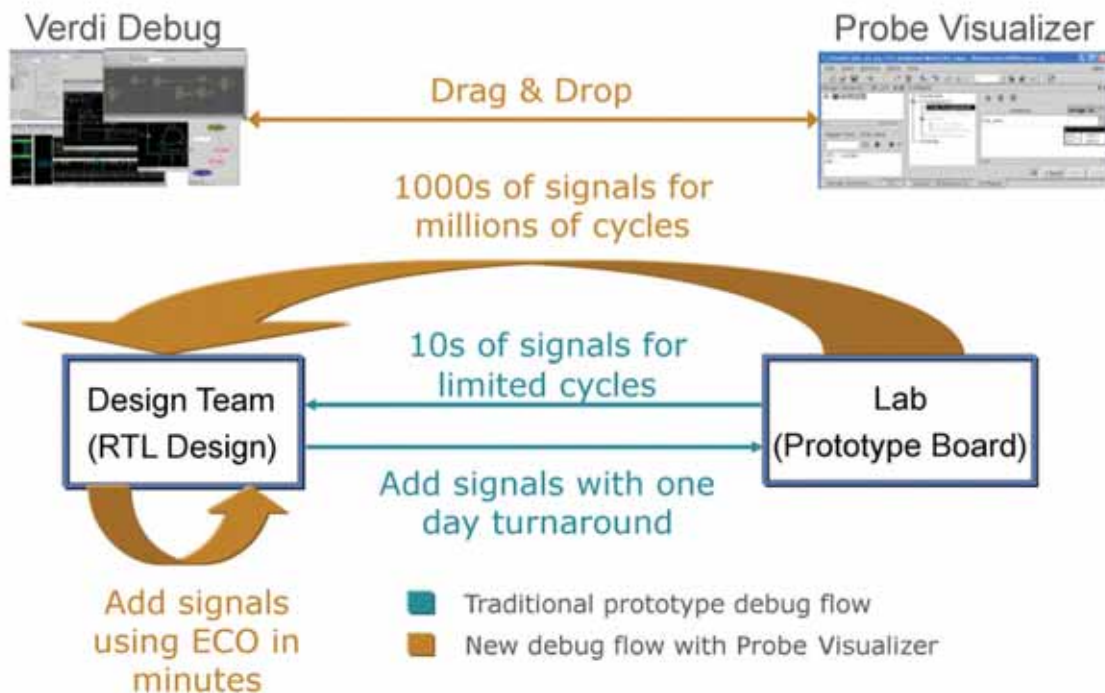 Verdi Debug
Probe Visualizer
Drag & Drop
1000s of signals for
millions of cycles
10s of signals for
limited cycles
Design Team
(RTL Design)
Lab
(Prototype Board)
Add signals with one
day turnaround
Add signals
using ECO in
minutes
Traditional prototype debug flow
New debug flow with Probe Visualizer